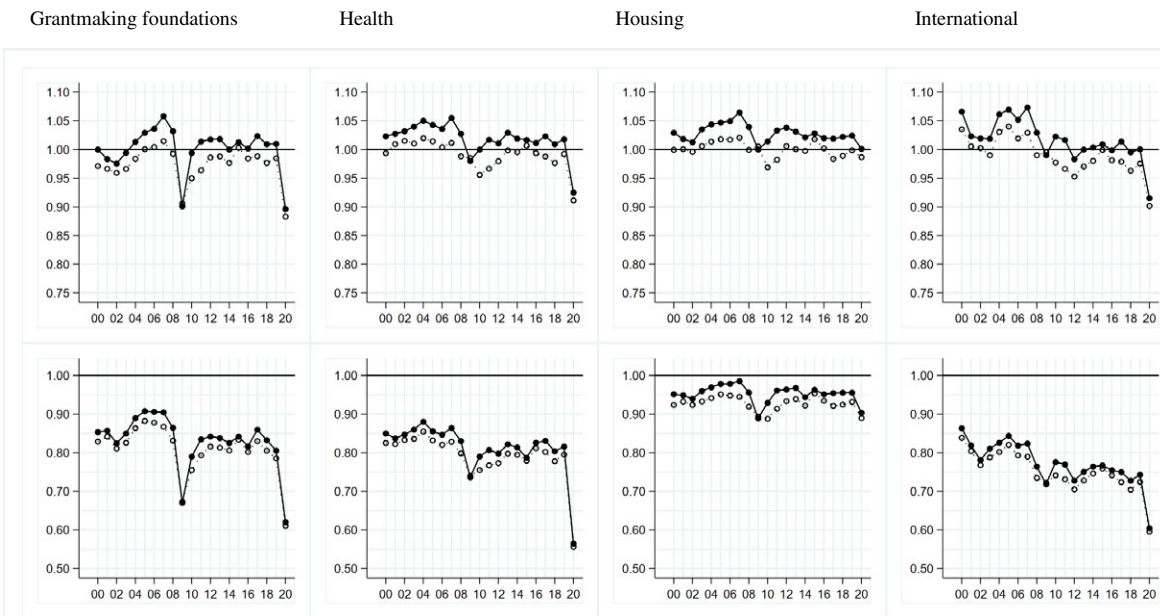 Grantmaking foundations Health Housing International
1.10 1.10 1.10 1.10
1.05 1.05 1.05 1.05
1.00 1.00 1.00 1.00
0.95 0.95 0.95 0.95
0.90 0.90 0.90 0.90
0.85 0.85 0.85 0.85
0.80 0.80 0.80 0.80
0.75 0.75 0.75 0.75
00 02 04 06 08 10 12 14 16 18 20 00 02 04 06 08 10 12 14 16 18 20 00 02 04 06 08 10 12 14 16 18 20 00 02 04 06 08 10 12 14 16 18 20
1.00 1.00 1.00 1.00
0.90 0.90 0.90 0.90
0.80 0.80 0.80 0.80
0.70 0.70 0.70 0.70
0.60 0.60 0.60 0.60
0.50 0.50 0.50 0.50
00 02 04 06 08 10 12 14 16 18 20 00 02 04 06 08 10 12 14 16 18 20 00 02 04 06 08 10 12 14 16 18 20 00 02 04 06 08 10 12 14 16 18 20